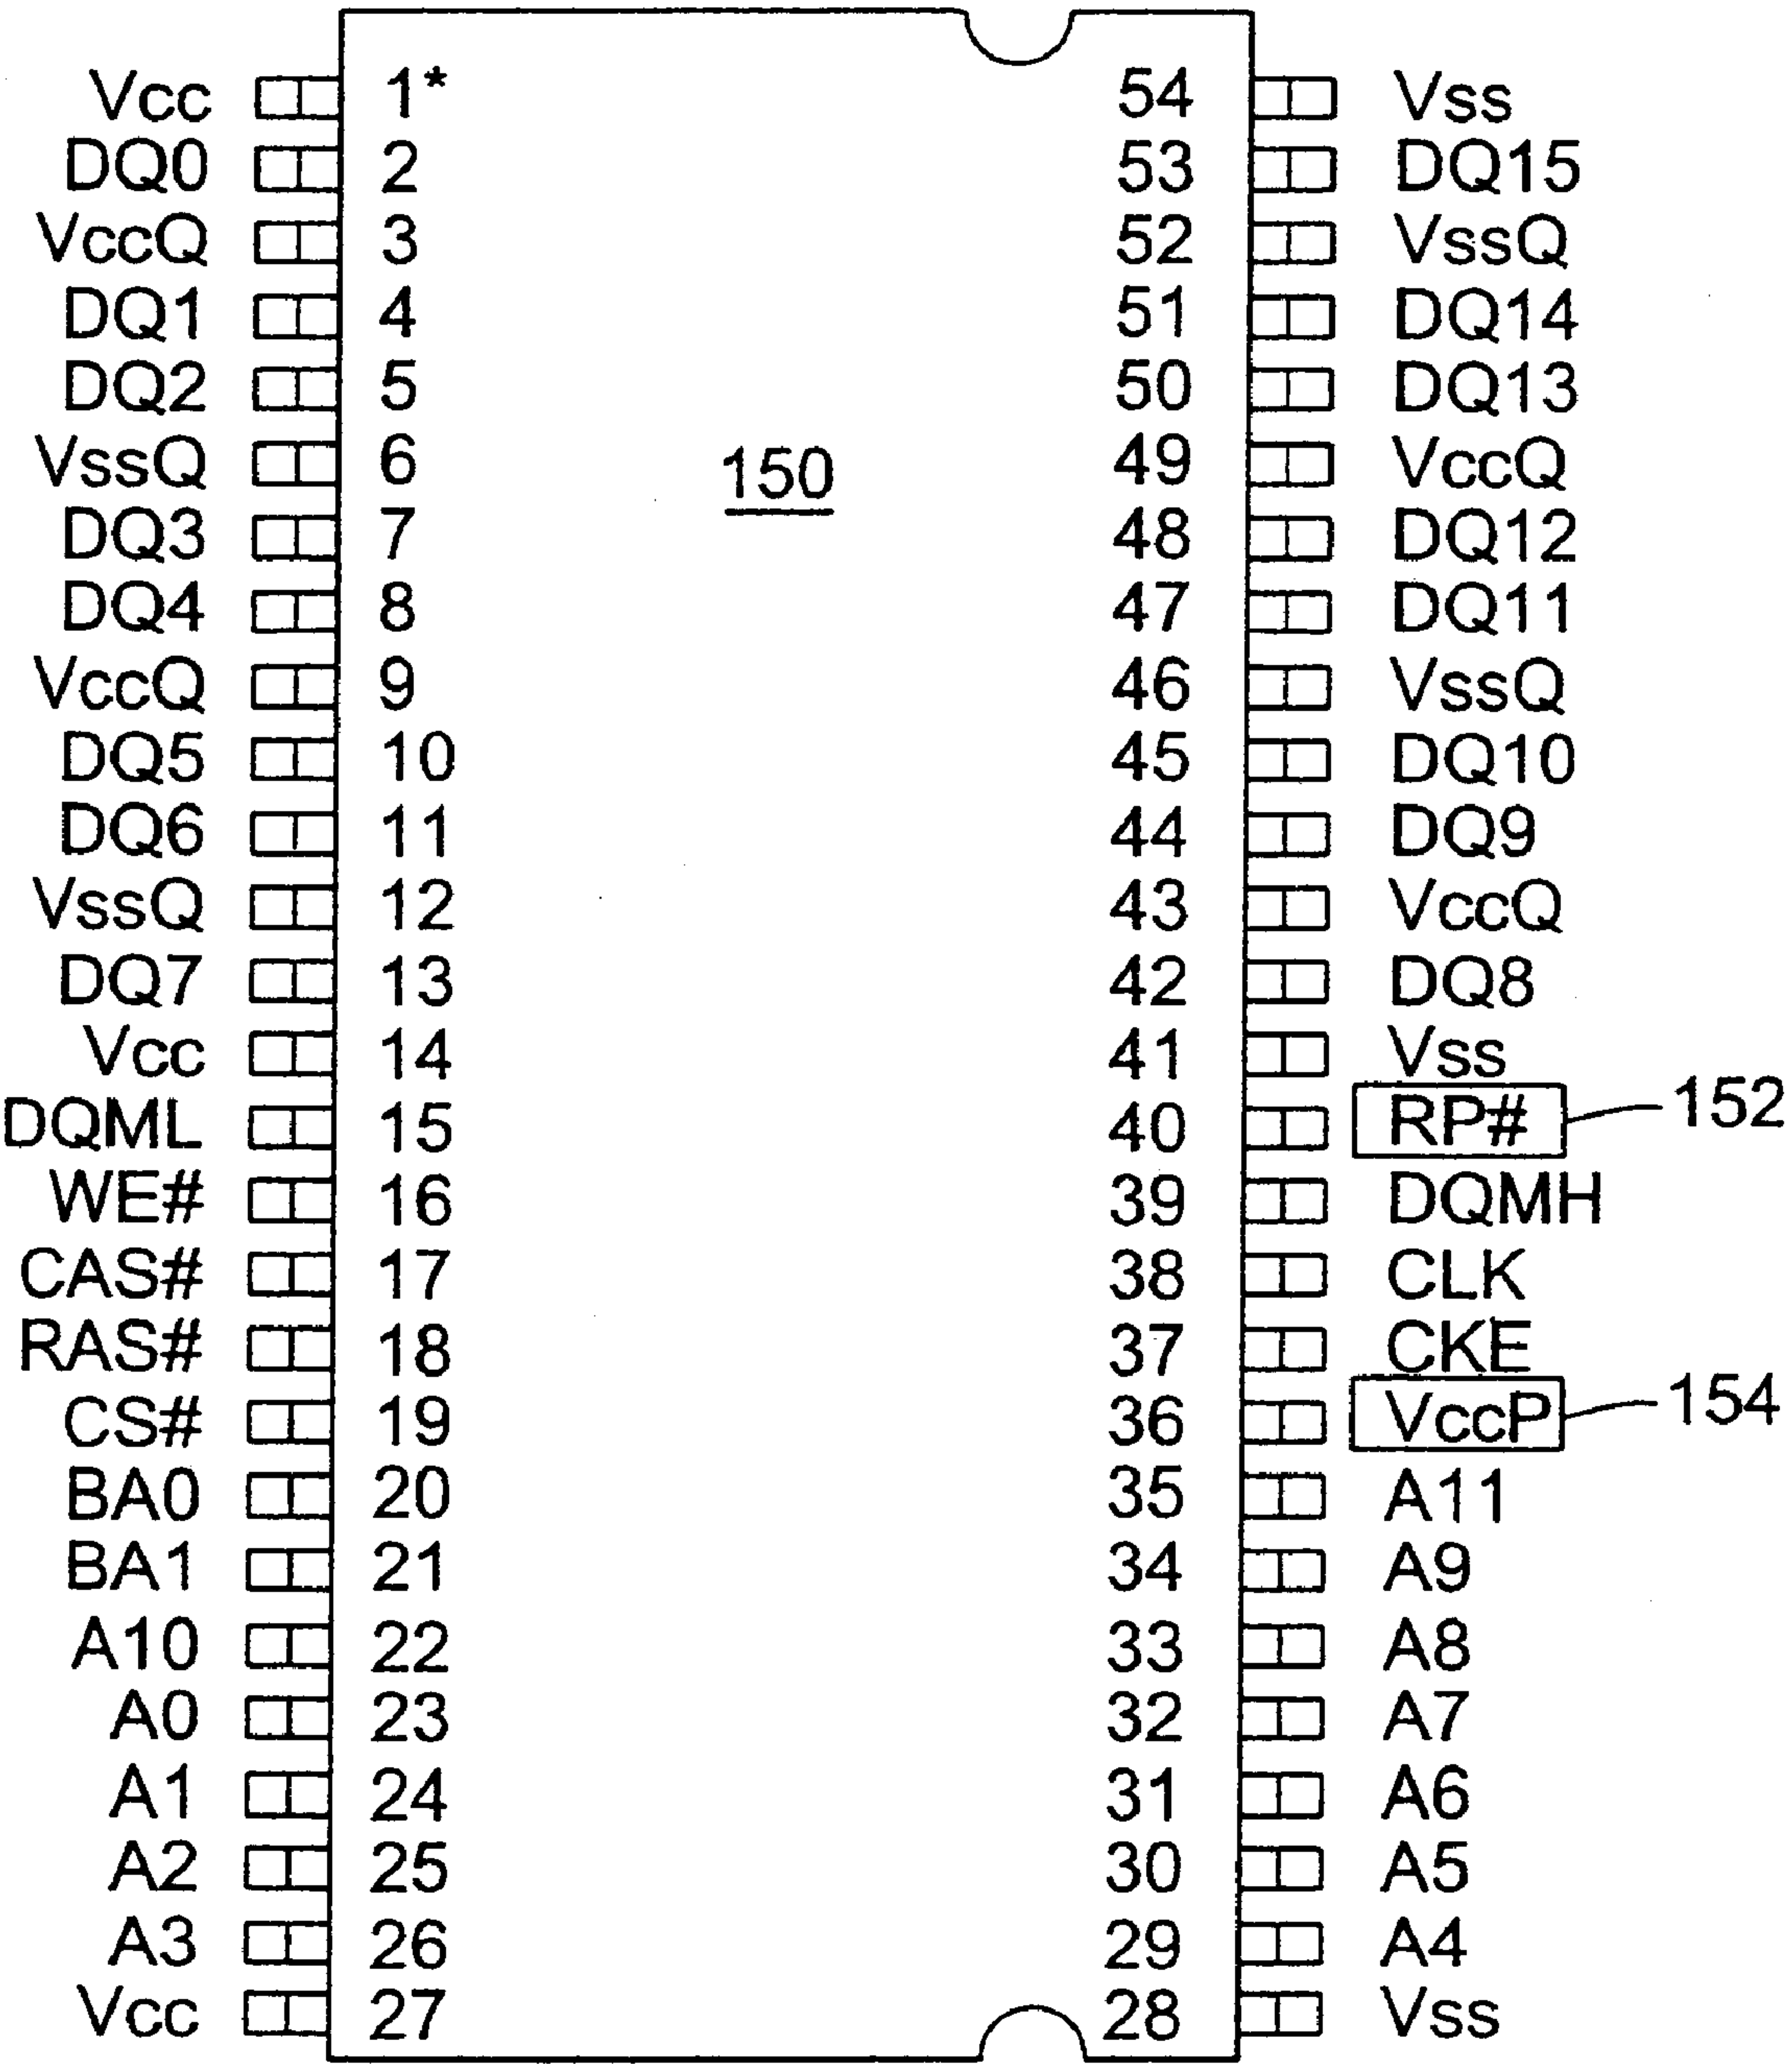 Vcc 1* 54 Vss
DQ0 2 53 DQ15
VccQ 3 52 VssQ
DQ1 4 51 DQ14
DQ2 5 50 DQ13
VssQ 6 150 49 VccQ
DQ3 7 48 DQ12
DQ4 8 47 DQ11
VccQ 9 46 VssQ
DQ5 10 45 DQ10
DQ6 11 44 DQ9
VssQ 12 43 VccQ
DQ7 13 42 DQ8
Vcc 14 41 Vss
DQML 15 40 RP# 152
WE# 16 39 DQMH
CAS# 17 38 CLK
RAS# 18 37 CKE
CS# 19 36 VccP 154
BA0 20 35 A11
BA1 21 34 A9
A10 22 33 A8
A0 23 32 A7
A1 24 31 A6
A2 25 30 A5
A3 26 29 A4
Vcc 27 28 Vss